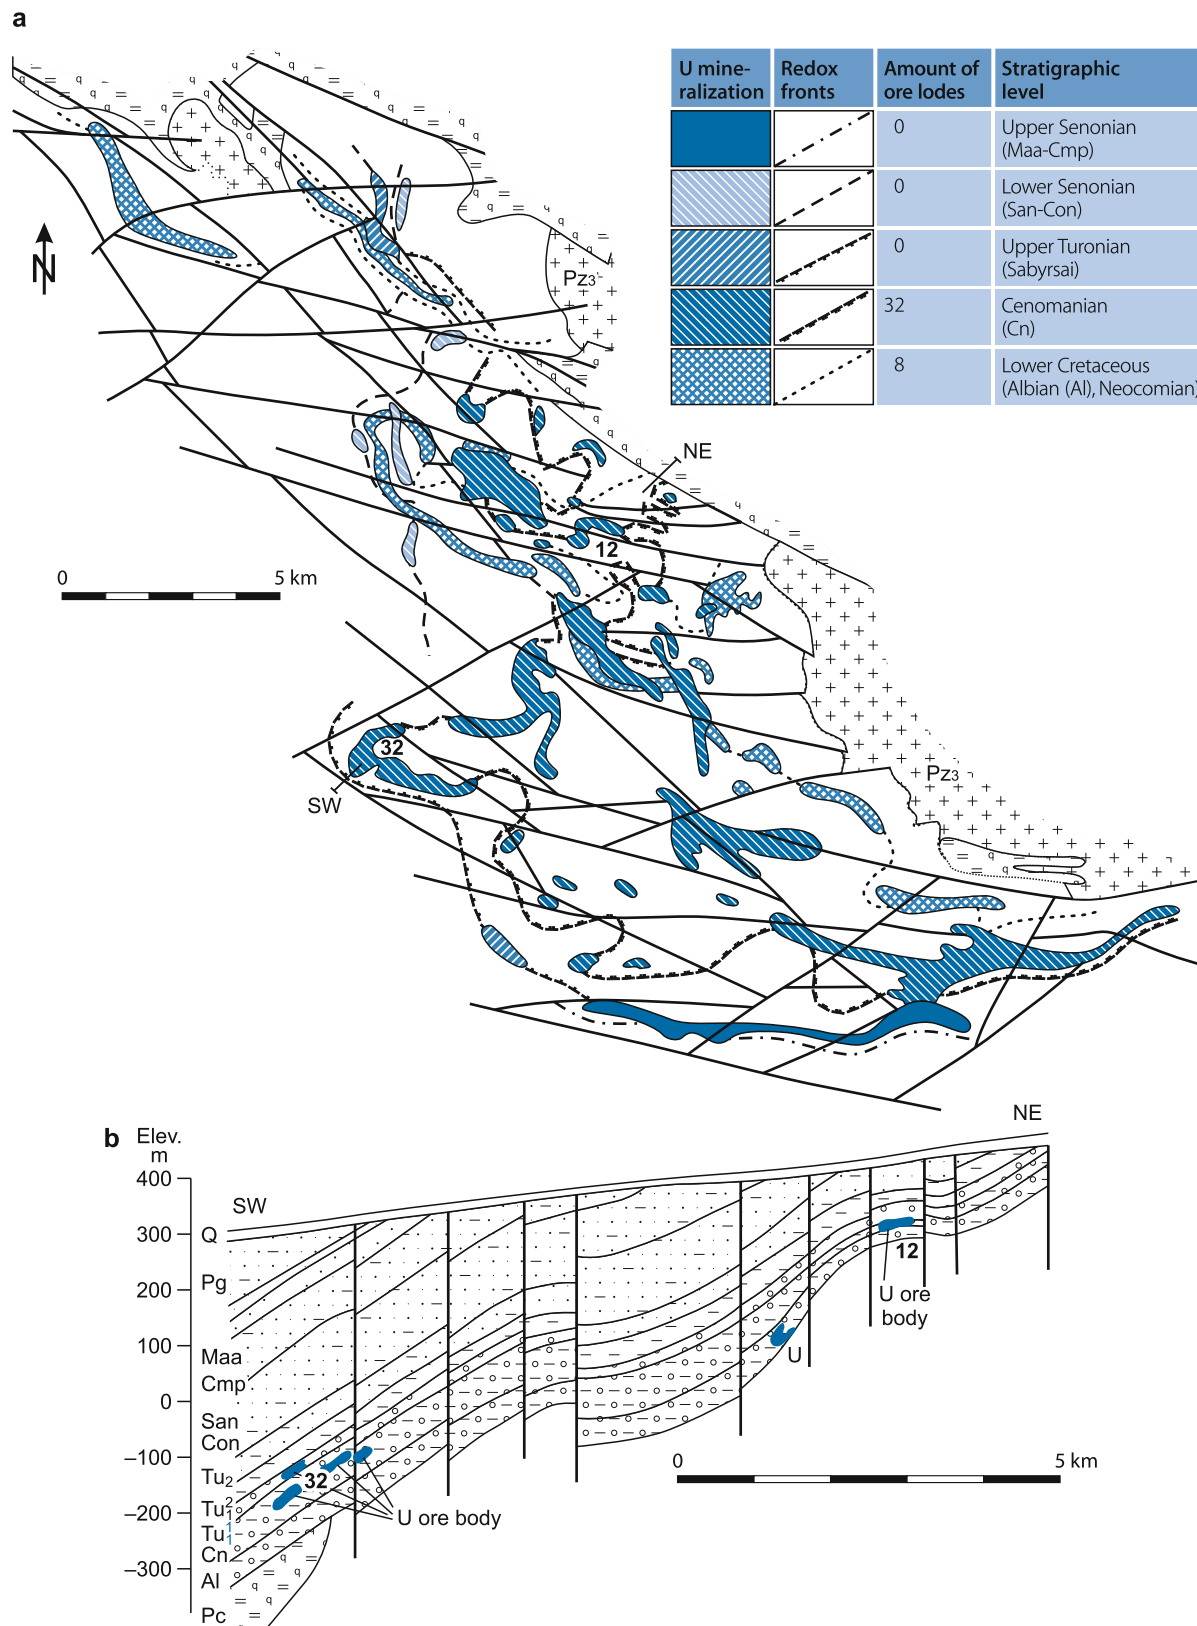 a
U mine-
ralization
Redox
fronts
Amount of
ore lodes
Stratigraphic
level
0
Upper Senonian
(Maa-Cmp)
0
Lower Senonian
(San-Con)
0
Upper Turonian
(Sabyrsai)
32
Cenomanian
(Cn)
8
Lower Cretaceous
(Albian (Al), Neocomian)
N
Pz3
NE
12
0 5 km
32
SW
Pz3
b
Elev.
m
SW
NE
400
300
200
100
0
–100
–200
–300
Q
Pg
Maa
Cmp
San
Con
Tu2
Tu21
Tu11
Cn
Al
Pc
12
U ore
body
U
32
U ore body
0 5 km
q q q q q q q q q q q q q q q q q q q q q